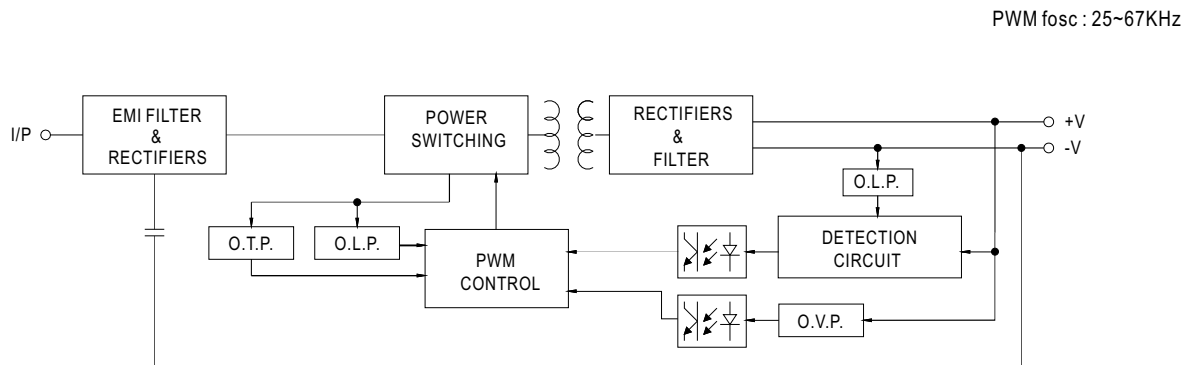 PWM fosc : 25~67KHz
I/P
EMI FILTER
&
RECTIFIERS
POWER
SWITCHING
RECTIFIERS
&
FILTER
+V
-V
O.L.P.
O.T.P.
O.L.P.
PWM
CONTROL
DETECTION
CIRCUIT
O.V.P.